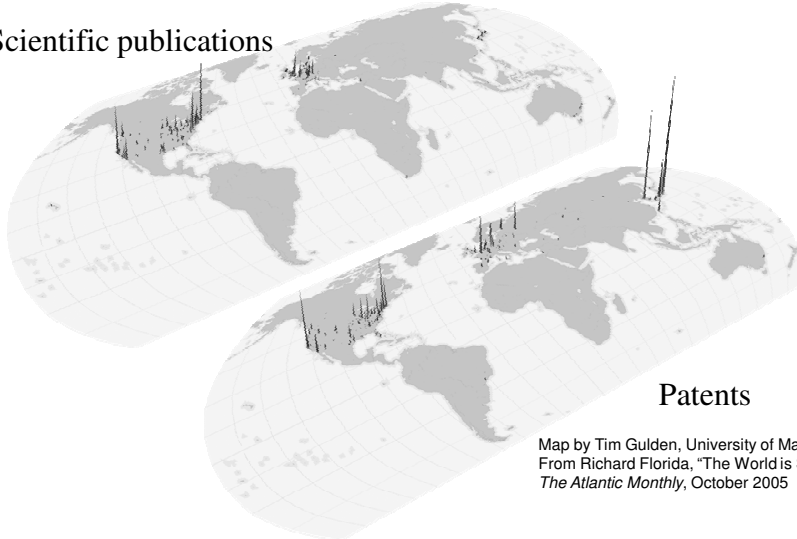 Scientific publications
Patents
Map by Tim Gulden, University of
From Richard Florida, “The World is
The Atlantic Monthly, October 2005